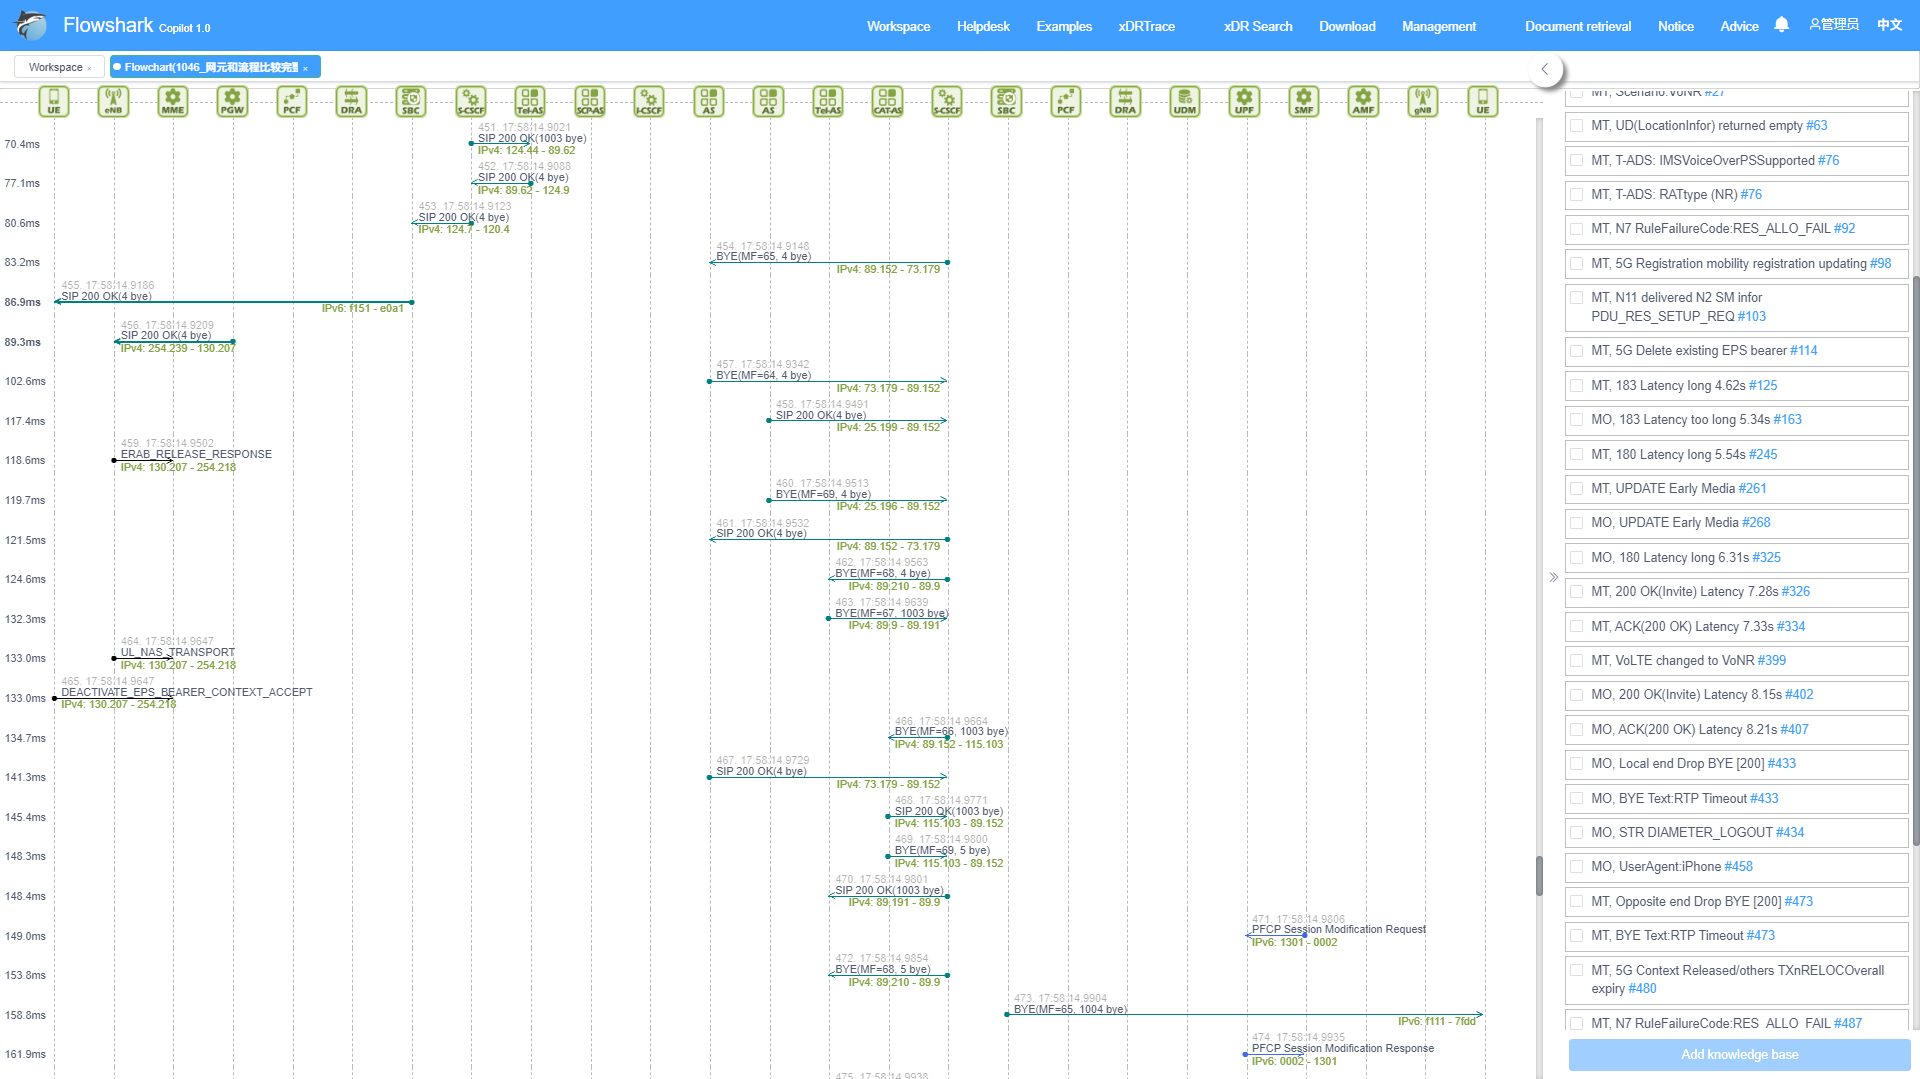 Flowshark Copilot 1.0
Workspace Helpdesk Examples xDRTrace xDR Search Download Management Document retrieval Notice Advice 管理员 中文
Workspace ×
Flowchart(1046_网元和流程比较完整 ×
UE eNB MME PGW PCF DRA SBC S-CSCF Tel-AS SCP-AS I-CSCF AS AS Tel-AS CAT-AS S-CSCF SBC PCF DRA UDM UPF SMF AMF gNB UE
451. 17:58:14.9021
70.4ms SIP 200 OK(1003 bye)
IPv4: 124.44 - 89.62
452. 17:58:14.9088
77.1ms SIP 200 OK(4 bye)
IPv4: 89.62 - 124.9
453. 17:58:14.9123
80.6ms SIP 200 OK(4 bye)
IPv4: 124.7 - 120.4
454. 17:58:14.9148
83.2ms BYE(MF=65, 4 bye)
IPv4: 89.152 - 73.179
455. 17:58:14.9186
86.9ms SIP 200 OK(4 bye)
IPv6: f151 - e0a1
456. 17:58:14.9209
89.3ms SIP 200 OK(4 bye)
IPv4: 254.239 - 130.207
457. 17:58:14.9342
102.6ms BYE(MF=64, 4 bye)
IPv4: 73.179 - 89.152
458. 17:58:14.9491
117.4ms SIP 200 OK(4 bye)
IPv4: 25.199 - 89.152
459. 17:58:14.9502
118.6ms ERAB_RELEASE_RESPONSE
IPv4: 130.207 - 254.218
460. 17:58:14.9513
119.7ms BYE(MF=69, 4 bye)
IPv4: 25.196 - 89.152
461. 17:58:14.9532
121.5ms SIP 200 OK(4 bye)
IPv4: 89.152 - 73.179
462. 17:58:14.9563
124.6ms BYE(MF=68, 4 bye)
IPv4: 89.210 - 89.9
463. 17:58:14.9639
132.3ms BYE(MF=67, 1003 bye)
IPv4: 89.9 - 89.191
464. 17:58:14.9647
133.0ms UL_NAS_TRANSPORT
IPv4: 130.207 - 254.218
465. 17:58:14.9647
133.0ms DEACTIVATE_EPS_BEARER_CONTEXT_ACCEPT
IPv4: 130.207 - 254.218
466. 17:58:14.9664
134.7ms BYE(MF=66, 1003 bye)
IPv4: 89.152 - 115.103
467. 17:58:14.9729
141.3ms SIP 200 OK(4 bye)
IPv4: 73.179 - 89.152
468. 17:58:14.9771
145.4ms SIP 200 OK(1003 bye)
IPv4: 115.103 - 89.152
469. 17:58:14.9800
148.3ms BYE(MF=69, 5 bye)
IPv4: 115.103 - 89.152
470. 17:58:14.9801
148.4ms SIP 200 OK(1003 bye)
IPv4: 89.191 - 89.9
471. 17:58:14.9806
149.0ms PFCP Session Modification Request
IPv6: 1301 - 0002
472. 17:58:14.9854
153.8ms BYE(MF=68, 5 bye)
IPv4: 89.210 - 89.9
473. 17:58:14.9904
158.8ms BYE(MF=65, 1004 bye)
IPv6: f111 - 7fdd
474. 17:58:14.9935
161.9ms PFCP Session Modification Response
IPv6: 0002 - 1301
475. 17:58:14.9938
MT, Scenario:VoNR #27
MT, UD(LocationInfor) returned empty #63
MT, T-ADS: IMSVoiceOverPSSupported #76
MT, T-ADS: RATtype (NR) #76
MT, N7 RuleFailureCode:RES_ALLO_FAIL #92
MT, 5G Registration mobility registration updating #98
MT, N11 delivered N2 SM infor
PDU_RES_SETUP_REQ #103
MT, 5G Delete existing EPS bearer #114
MT, 183 Latency long 4.62s #125
MO, 183 Latency too long 5.34s #163
MT, 180 Latency long 5.54s #245
MT, UPDATE Early Media #261
MO, UPDATE Early Media #268
MO, 180 Latency long 6.31s #325
MT, 200 OK(Invite) Latency 7.28s #326
MT, ACK(200 OK) Latency 7.33s #334
MT, VoLTE changed to VoNR #399
MO, 200 OK(Invite) Latency 8.15s #402
MO, ACK(200 OK) Latency 8.21s #407
MO, Local end Drop BYE [200] #433
MO, BYE Text:RTP Timeout #433
MO, STR DIAMETER_LOGOUT #434
MO, UserAgent:iPhone #458
MT, Opposite end Drop BYE [200] #473
MT, BYE Text:RTP Timeout #473
MT, 5G Context Released/others TXnRELOCOverall
expiry #480
MT, N7 RuleFailureCode:RES_ALLO_FAIL #487
Add knowledge base